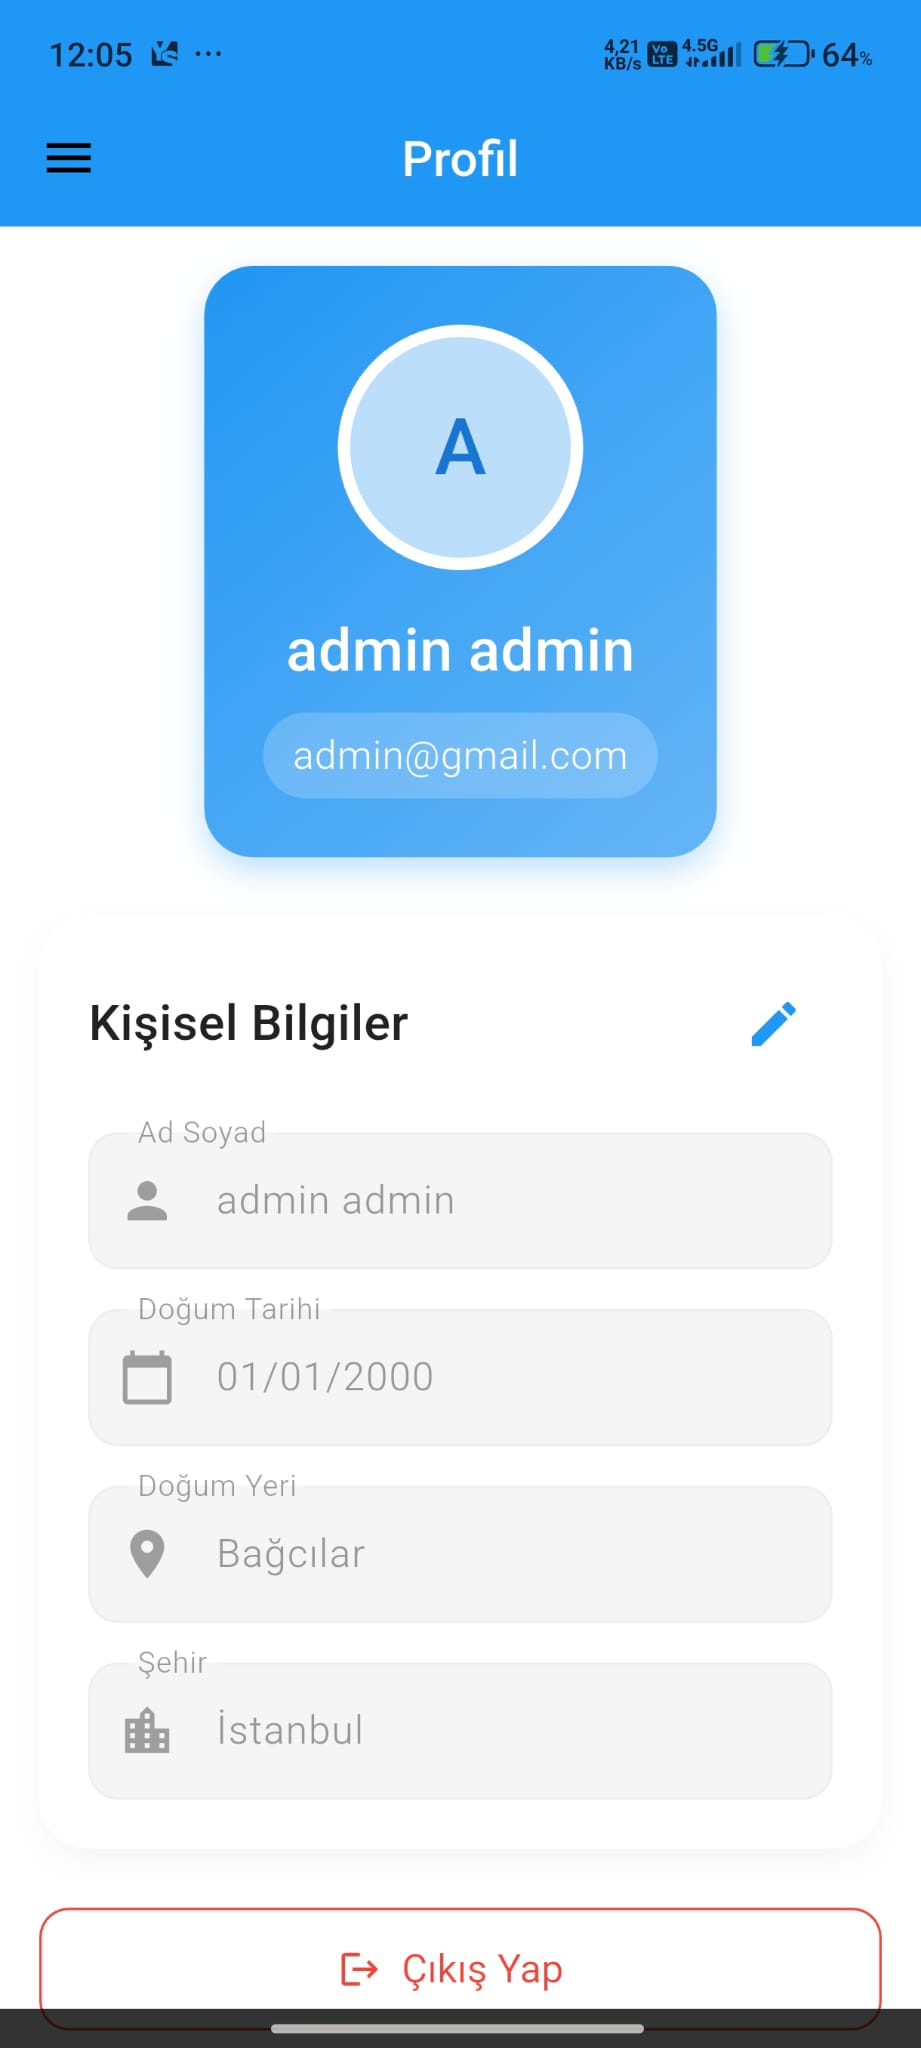 12:05 ...
4,21 KB/s Vo LTE 4.5G 64%
Profil
A
admin admin
admin@gmail.com
Kişisel Bilgiler
Ad Soyad
admin admin
Doğum Tarihi
01/01/2000
Doğum Yeri
Bağcılar
Şehir
İstanbul
Çıkış Yap